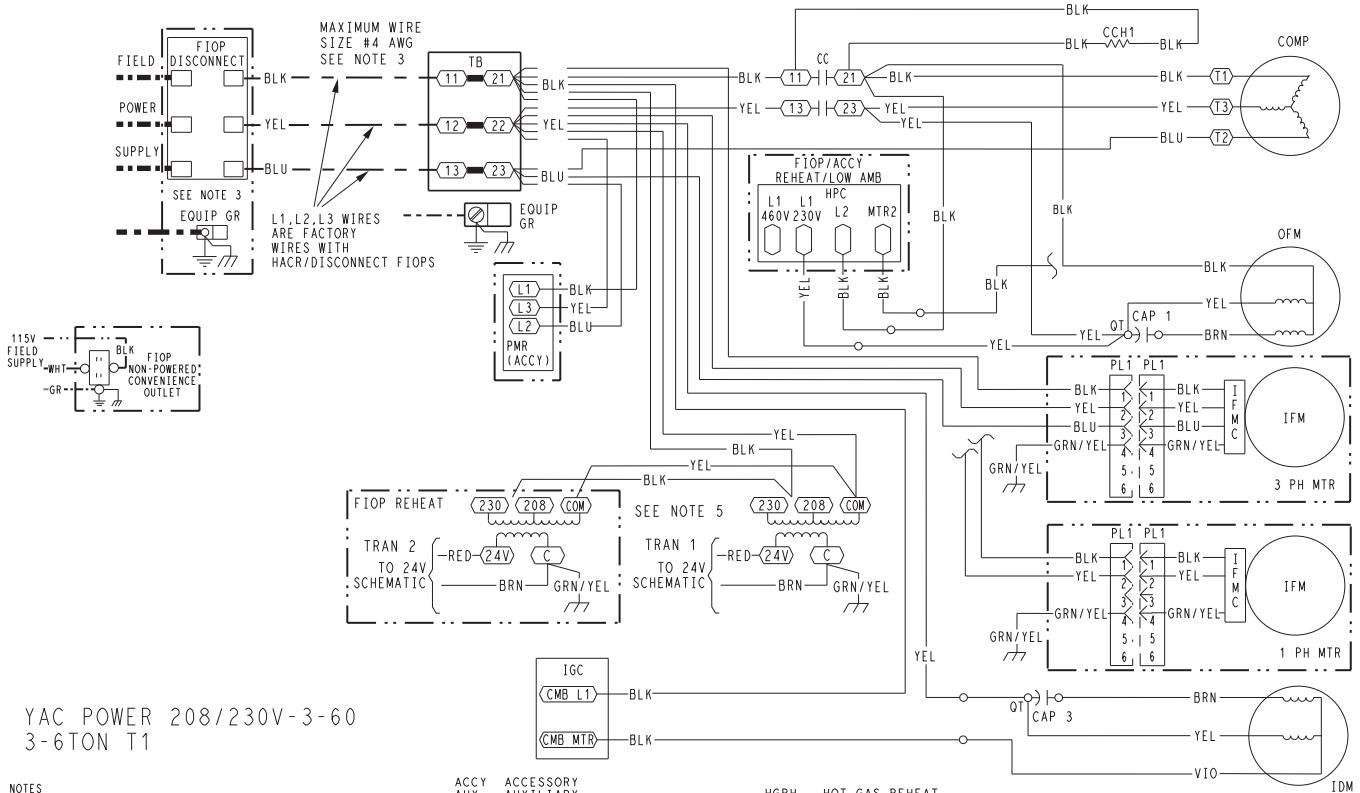 BLK
BLK CCH1 BLK
COMP
MAXIMUM WIRE
SIZE #4 AWG
SEE NOTE 3
FIOP
DISCONNECT
FIELD
POWER
SUPPLY
BLK
YEL
BLU
SEE NOTE 3
EQUIP GR
L1,L2,L3 WIRES
ARE FACTORY
WIRES WITH
HACR/DISCONNECT FIOPS
TB
11 21 BLK
12 22 YEL
13 23 BLU
EQUIP
GR
L1 BLK
L3 YEL
L2 BLU
PMR
(ACCY)
CC
BLK 11 21 BLK BLK T1
YEL 13 23 YEL YEL T3
YEL
BLU T2
FIOP/ACCY
REHEAT/LOW AMB
HPC
L1 L1 L2 MTR2
460V 230V
YEL BLK BLK
BLK
BLK
BLK
OFM
BLK
YEL
YEL QT CAP 1 BRN
YEL
115V
FIELD
SUPPLY
BLK
WHT
GR
FIOP
NON-POWERED
CONVENIENCE
OUTLET
PL1 PL1
BLK 1 1 BLK
YEL 2 2 YEL
BLU 3 3 BLU
GRN/YEL 4 4 GRN/YEL
5 5
6 6
GRN/YEL
IFMC
IFM
3 PH MTR
YEL
BLK
YEL
BLK
FIOP REHEAT
230 208 COM
SEE NOTE 5
230 208 COM
TRAN 2
TO 24V
SCHEMATIC
RED 24V C
BRN GRN/YEL
TRAN 1
TO 24V
SCHEMATIC
RED 24V C
BRN GRN/YEL
PL1 PL1
BLK 1 1 BLK
YEL 2 2 YEL
3 3
GRN/YEL 4 4 GRN/YEL
5 5
6 6
GRN/YEL
IFMC
IFM
1 PH MTR
YEL
IGC
CMB L1 BLK
CMB MTR BLK
QT CAP 3
BRN
YEL
VIO
IDM
YAC POWER 208/230V-3-60
3-6TON T1
NOTES
ACCY ACCESSORY
AUX AUXILIARY
HGRH HOT GAS REHEAT